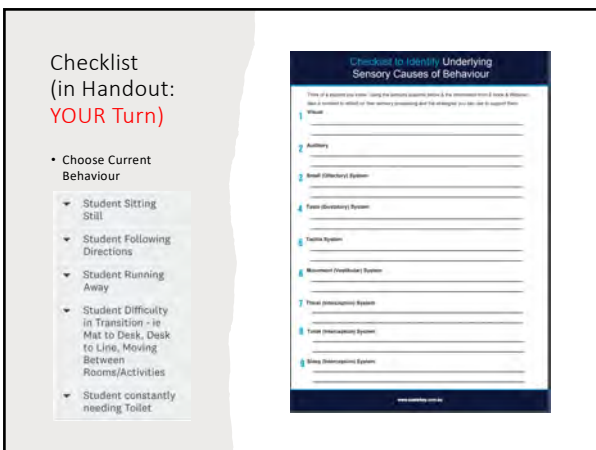 Checklist
(in Handout:
YOUR Turn)
• Choose Current
Behaviour
Student Sitting
Still
Student Following
Directions
Student Running
Away
Student Difficulty
in Transition - ie
Mat to Desk, Desk
to Line, Moving
Between
Rooms/Activities
Student constantly
needing Toilet
Checklist to Identify Underlying
Sensory Causes of Behaviour
1 Visual
2 Auditory
3 Smell (Olfactory) System
4 Taste (Gustatory) System
5 Tactile System
6 Movement (Vestibular) System
7 Thirst (Interoception) System
8 Toilet (Interoception) System
9 Sleep (Interoception) System